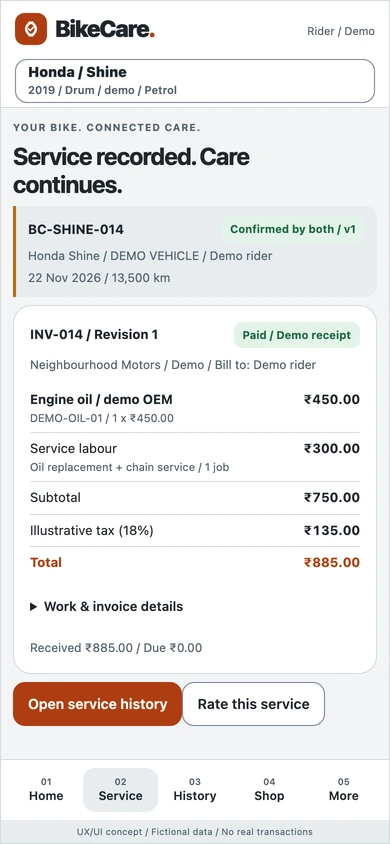 BikeCare.
Rider / Demo
Honda / Shine
2019 / Drum / demo / Petrol
YOUR BIKE. CONNECTED CARE.
Service recorded. Care
continues.
BC-SHINE-014
Confirmed by both / v1
Honda Shine / DEMO VEHICLE / Demo rider
22 Nov 2026 / 13,500 km
INV-014 / Revision 1
Paid / Demo receipt
Neighbourhood Motors / Demo / Bill to: Demo rider
Engine oil / demo OEM ₹450.00
DEMO-OIL-01 / 1 x ₹450.00
Service labour ₹300.00
Oil replacement + chain service / 1 job
Subtotal ₹750.00
Illustrative tax (18%) ₹135.00
Total ₹885.00
Work & invoice details
Received ₹885.00 / Due ₹0.00
Open service history
Rate this service
01 02 03 04 05
Home Service History Shop More
UX/UI concept / Fictional data / No real transactions